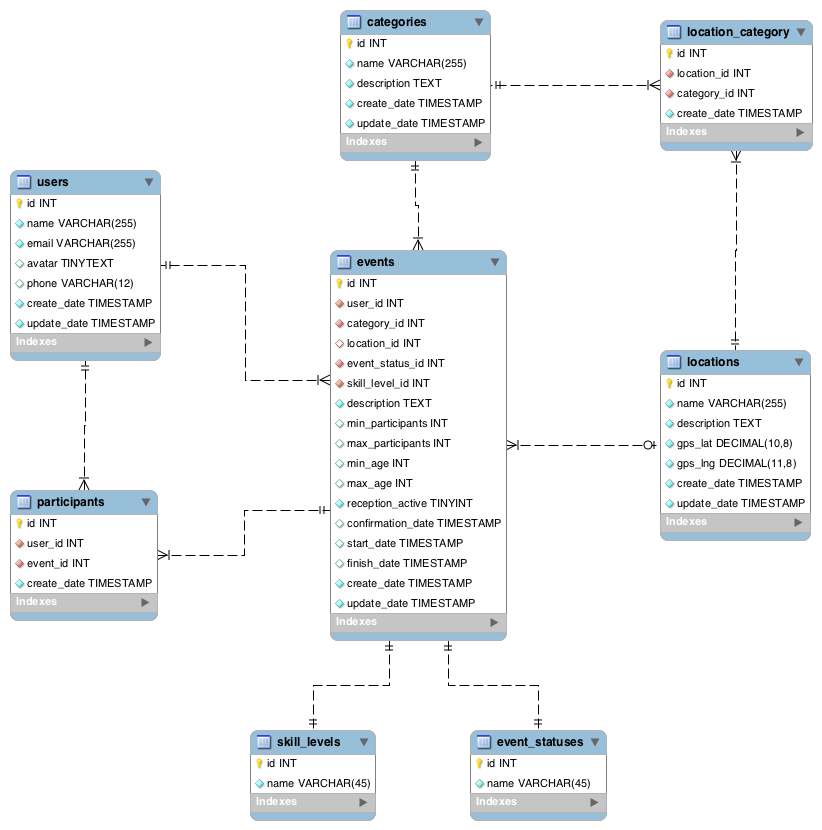 categories
id INT
name VARCHAR(255)
description TEXT
create_date TIMESTAMP
update_date TIMESTAMP
Indexes
location_category
id INT
location_id INT
category_id INT
create_date TIMESTAMP
Indexes
users
id INT
name VARCHAR(255)
email VARCHAR(255)
avatar TINYTEXT
phone VARCHAR(12)
create_date TIMESTAMP
update_date TIMESTAMP
Indexes
events
id INT
user_id INT
category_id INT
location_id INT
event_status_id INT
skill_level_id INT
description TEXT
min_participants INT
max_participants INT
min_age INT
max_age INT
reception_active TINYINT
confirmation_date TIMESTAMP
start_date TIMESTAMP
finish_date TIMESTAMP
create_date TIMESTAMP
update_date TIMESTAMP
Indexes
locations
id INT
name VARCHAR(255)
description TEXT
gps_lat DECIMAL(10,8)
gps_lng DECIMAL(11,8)
create_date TIMESTAMP
update_date TIMESTAMP
Indexes
participants
id INT
user_id INT
event_id INT
create_date TIMESTAMP
Indexes
skill_levels
id INT
name VARCHAR(45)
Indexes
event_statuses
id INT
name VARCHAR(45)
Indexes